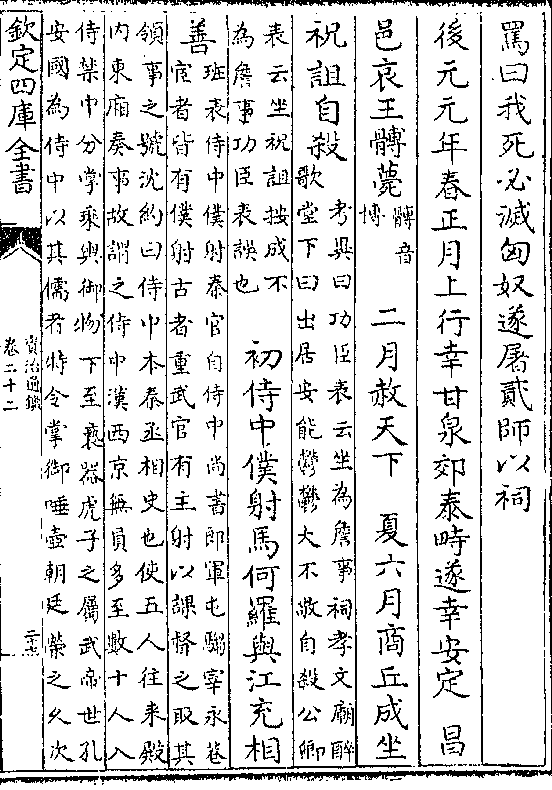 罵曰我死必滅匈奴遂屠貳師以祠
後元元年春正月上行幸甘泉郊泰畤遂幸安定 昌
邑哀王髆薨髆音博 二月赦天下 夏六月商丘成坐
祝詛自殺考異曰功臣表云坐為詹事祠孝文廟醉歌堂下曰出居安能鬱鬱大不敬自殺公卿
表云坐祝詛按成不為詹事功臣表誤也 初侍中僕射馬何羅與江充相
善班表侍中僕射秦官自侍中尚書郎軍屯騶宰永巷宦者皆有僕射古者重武官有主射以課督之取其
領事之號沈約曰侍中本秦丞相史也使五人往来殿内東廂奏事故謂之侍中漢西京無員多至數十人入
侍禁中分掌乘輿御物下至褻器虎子之屬武帝世孔安國為侍中以其儒者特令掌御唾壺朝廷榮之久次
欽定四庫全書
資治通鑑
卷二十二